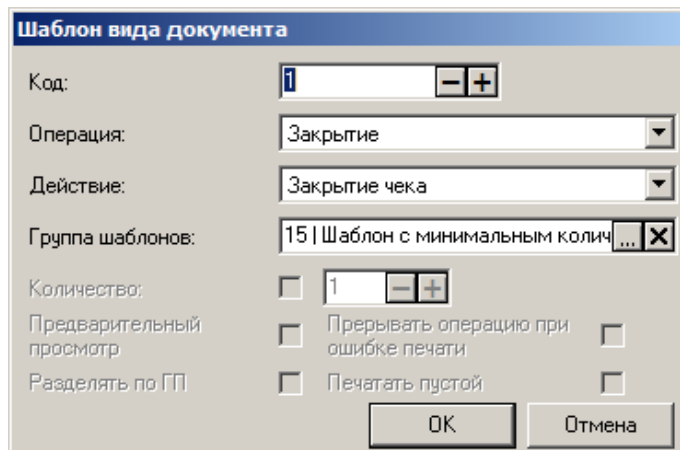 Шаблон вида документа
Код: 1
Операция: Закрытие
Действие: Закрытие чека
Группа шаблонов: 15 | Шаблон с минимальным колич ...
Количество: 1
Предварительный просмотр Прерывать операцию при ошибке печати
Разделять по ГП Печатать пустой
OK Отмена